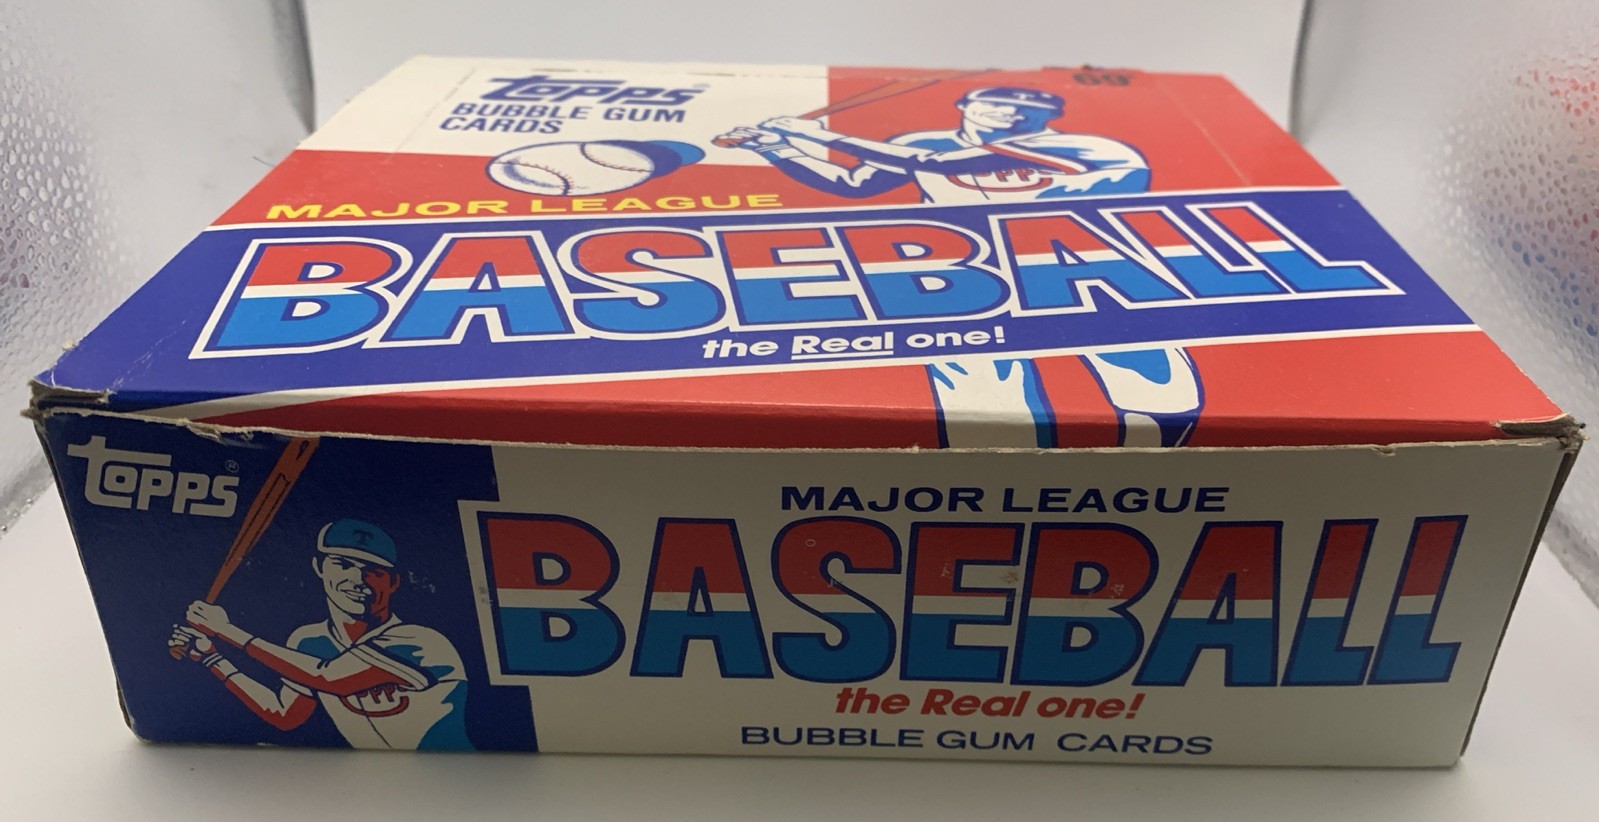 Topps®
BUBBLE GUM
CARDS
69
MAJOR LEAGUE
BASEBALL
the Real one!
Topps®
T
MAJOR LEAGUE
BASEBALL
the Real one!
BUBBLE GUM CARDS